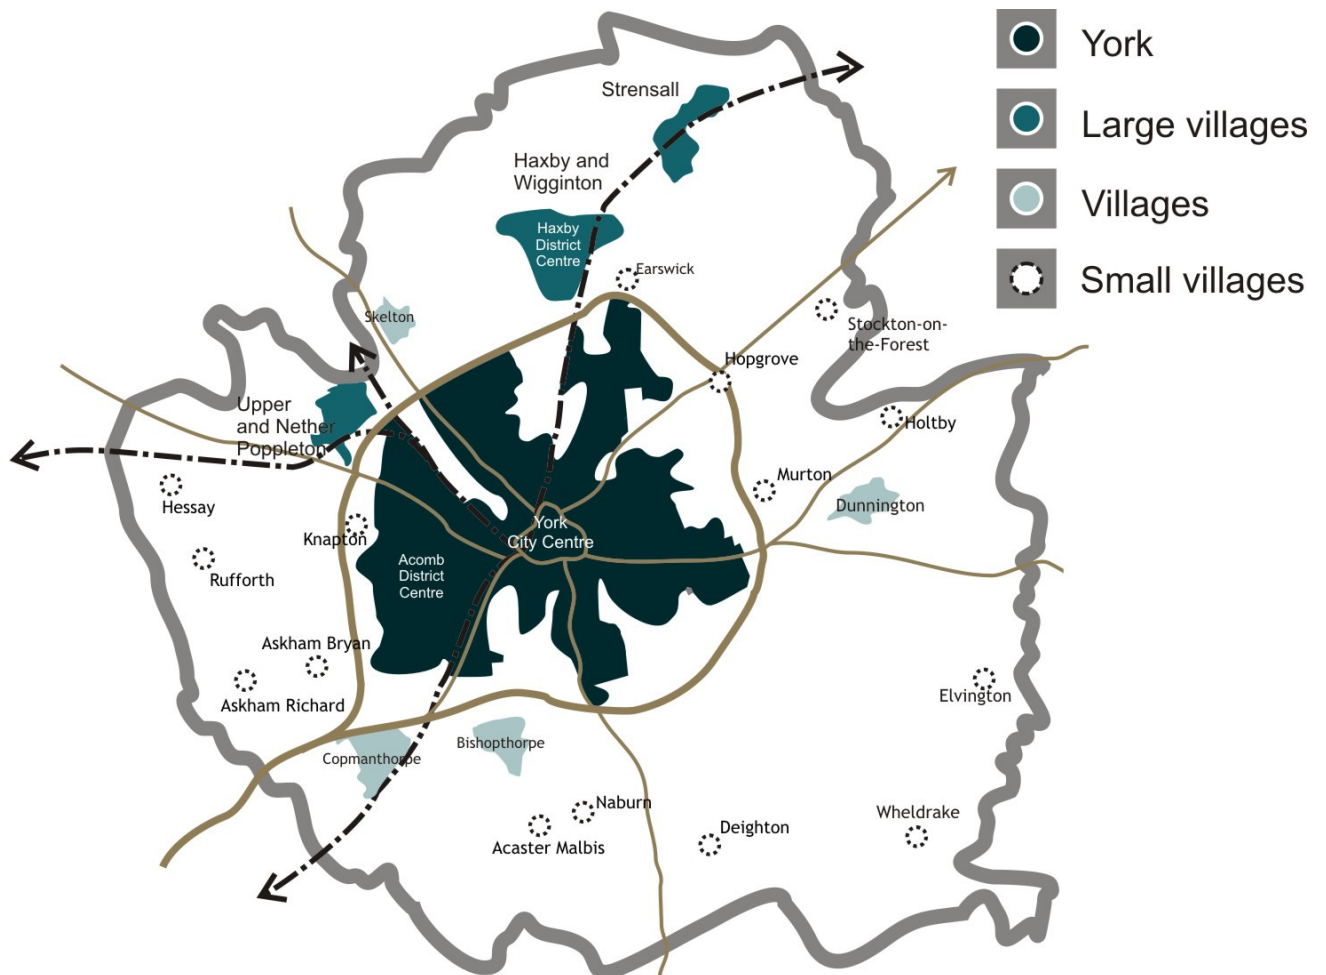 York
Large villages
Villages
Small villages
Strensall
Haxby and
Wigginton
Haxby
District
Centre
Earswick
Skelton
Stockton-on-
the-Forest
Hopgrove
Upper
and Nether
Poppleton
Holtby
Murton
Dunnington
Hessay
Knapton
York
City Centre
Acomb
District
Centre
Rufforth
Askham Bryan
Askham Richard
Elvington
Copmanthorpe
Bishopthorpe
Naburn
Acaster Malbis
Deighton
Wheldrake